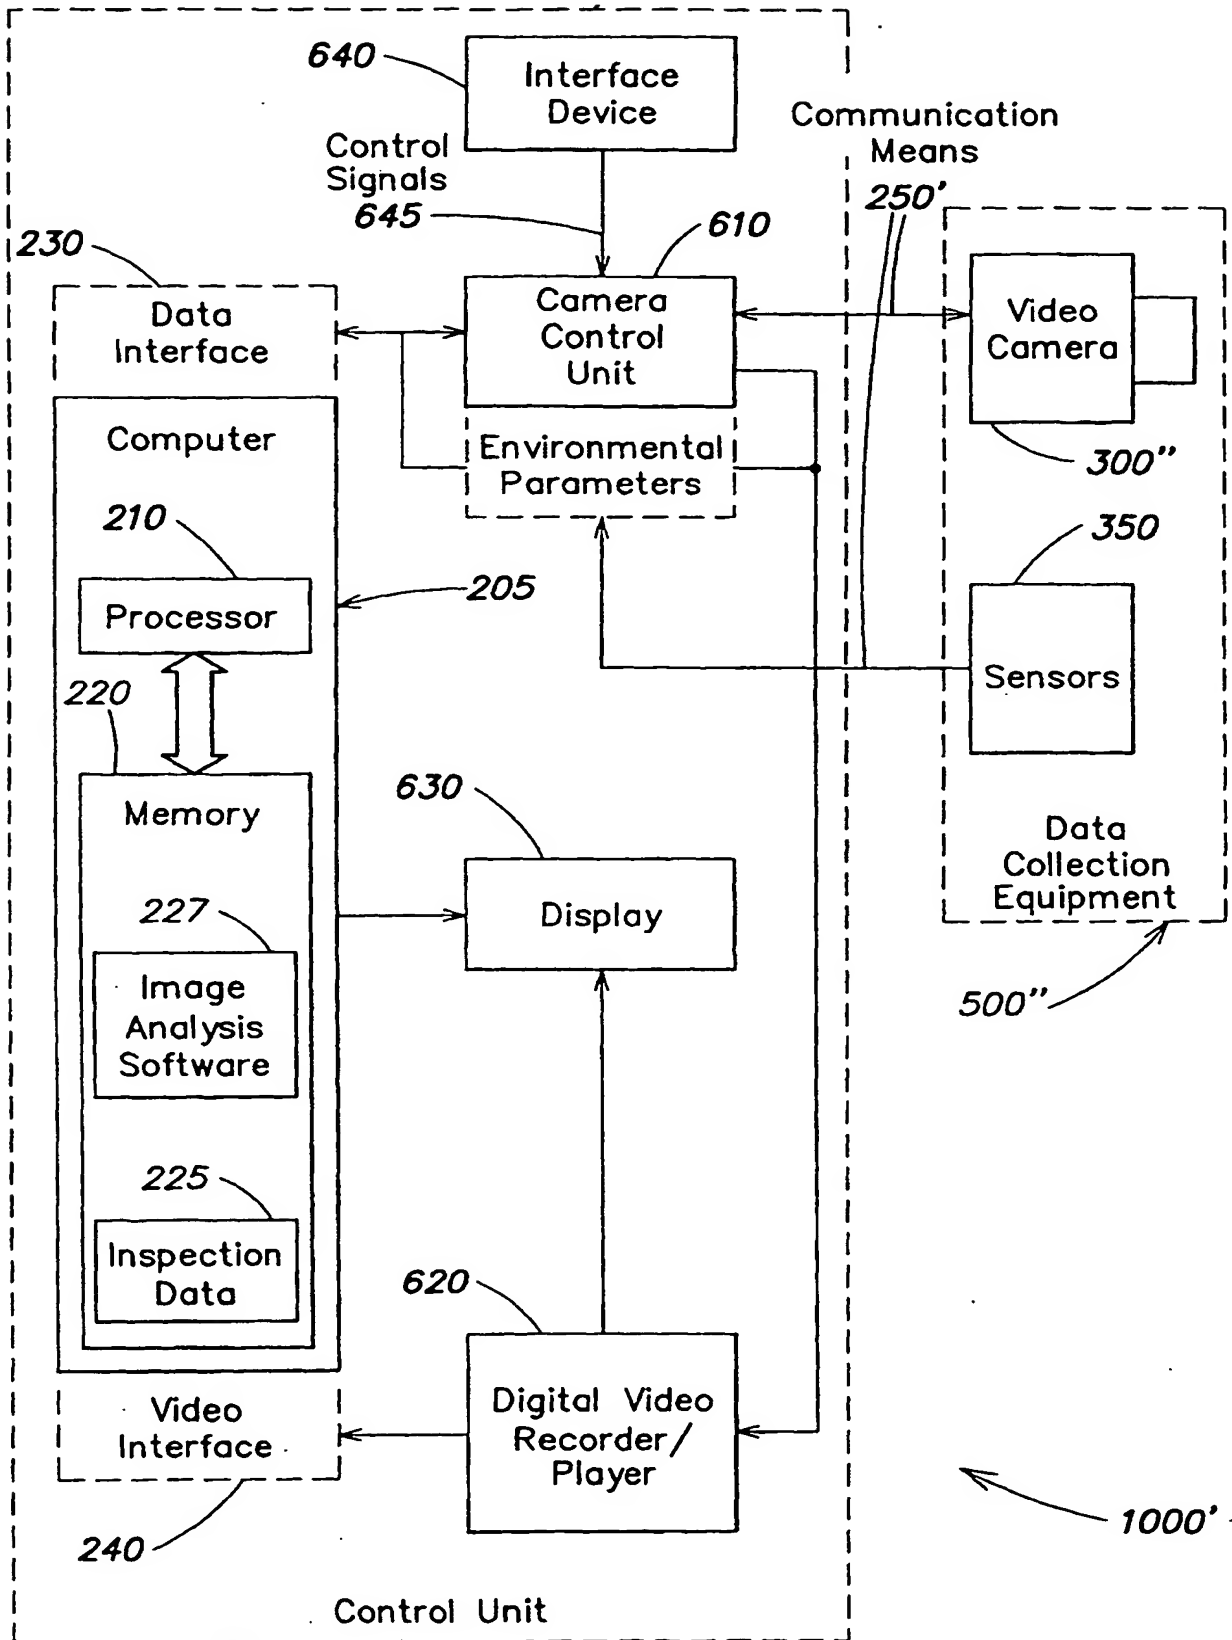 640
Interface
Device
Communication
Means
Control
Signals
250'
645
610
230
Data
Interface
Camera
Control
Unit
Video
Camera
Computer
Environmental
Parameters
300"
210
350
205
Processor
Sensors
220
630
Memory
Data
Collection
Equipment
227
Display
Image
Analysis
Software
500"
225
Inspection
Data
620
Video
Interface
Digital Video
Recorder/
Player
1000'
240
Control Unit